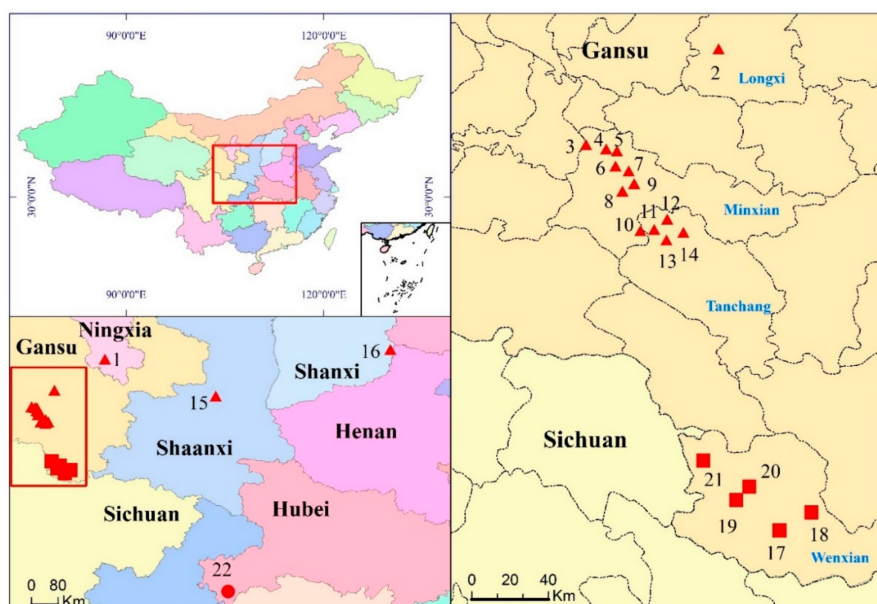 90°0'0"E 120°0'0"E
30°0'0"N 30°0'0"N
90°0'0"E 120°0'0"E
Ningxia
Gansu
1
Shanxi
16
15
Shaanxi
Henan
Sichuan
Hubei
22
0 80
Km
Gansu
2
Longxi
3
4
5
6
7
8
9
Minxian
10
11
12
13
14
Tanchang
Sichuan
21
20
19
18
17
Wenxian
0 20 40
Km